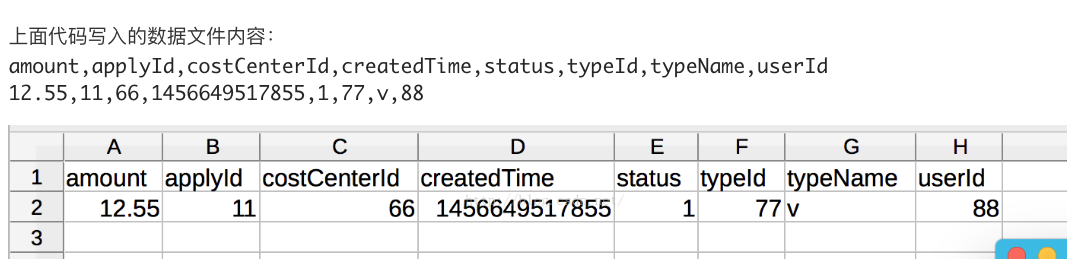 上面代码写入的数据文件内容：
amount,applyId,costCenterId,createdTime,status,typeId,typeName,userId
12.55,11,66,1456649517855,1,77,v,88
A B C D E F G H
1 amount applyId costCenterId createdTime status typeId typeName userId
2 12.55 11 66 1456649517855 1 77 v 88
3